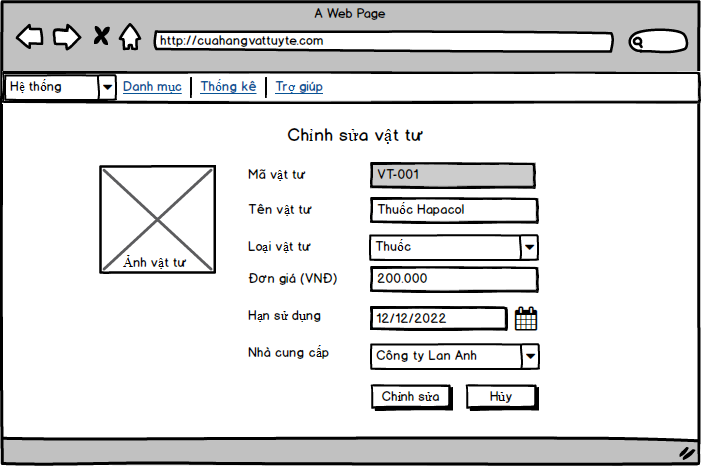 A Web Page
http://cuahangvattuyte.com
Hệ thống Danh mục Thống kê Trợ giúp
Chỉnh sửa vật tư
Mã vật tư VT-001
Tên vật tư Thuốc Hapacol
Loại vật tư Thuốc
Ảnh vật tư
Đơn giá (VNĐ) 200.000
Hạn sử dụng 12/12/2022
Nhà cung cấp Công ty Lan Anh
Chỉnh sửa Hủy